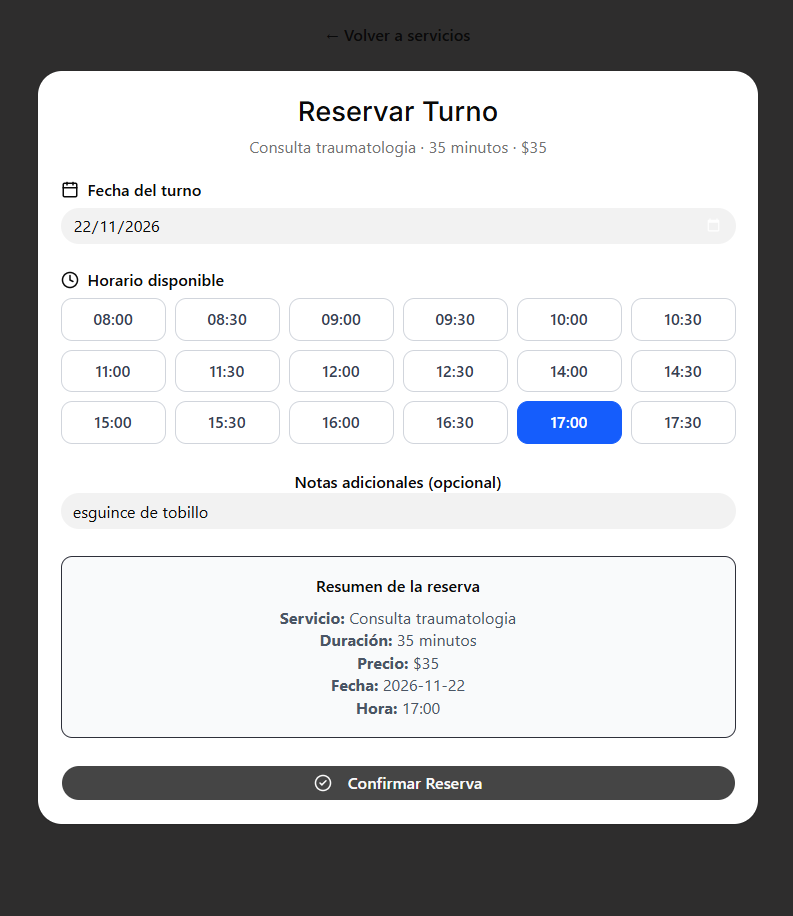 ← Volver a servicios
Reservar Turno
Consulta traumatologia · 35 minutos · $35
Fecha del turno
22/11/2026
Horario disponible
08:00 08:30 09:00 09:30 10:00 10:30
11:00 11:30 12:00 12:30 14:00 14:30
15:00 15:30 16:00 16:30 17:00 17:30
Notas adicionales (opcional)
esguince de tobillo
Resumen de la reserva
Servicio: Consulta traumatologia
Duración: 35 minutos
Precio: $35
Fecha: 2026-11-22
Hora: 17:00
Confirmar Reserva